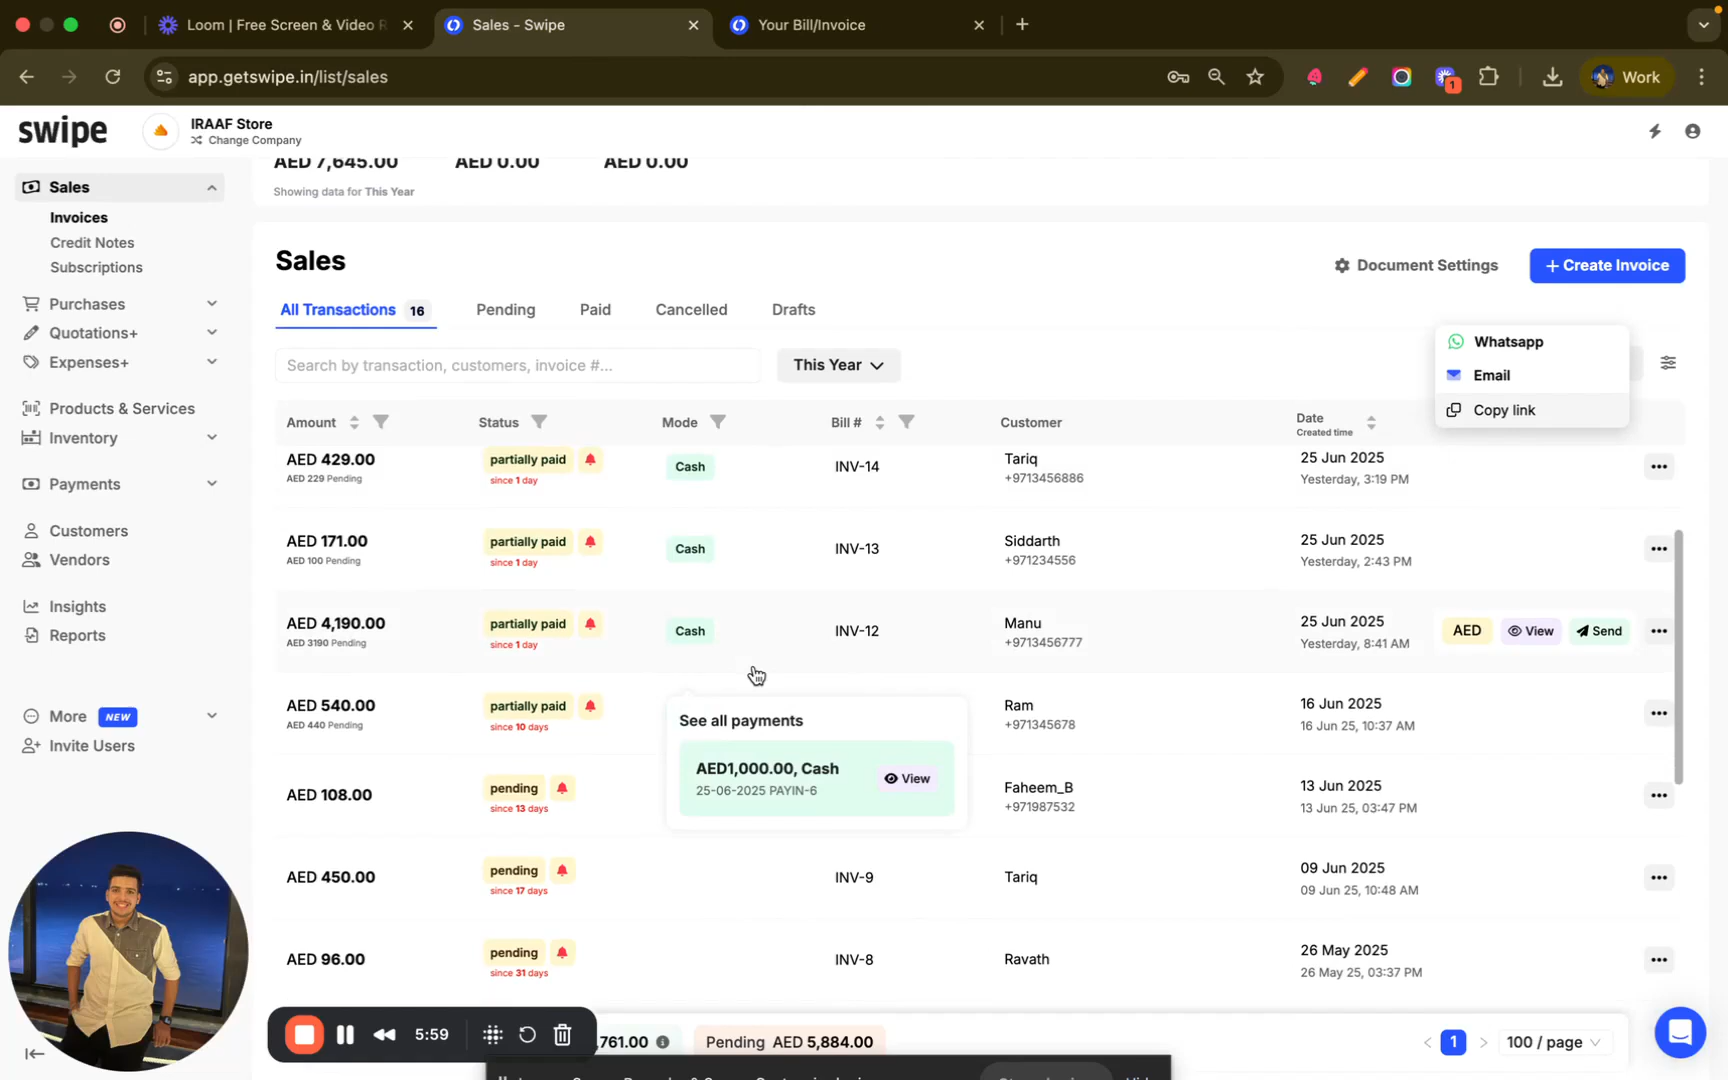 Loom | Free Screen & Video R
Sales - Swipe
Your Bill/Invoice
app.getswipe.in/list/sales
1
Work
swipe
IRAAF Store
Change Company
AED 7,645.00
AED 0.00
AED 0.00
Showing data for This Year
Sales
Invoices
Credit Notes
Subscriptions
Purchases
Quotations+
Expenses+
Products & Services
Inventory
Payments
Customers
Vendors
Insights
Reports
More NEW
Invite Users
Sales
Document Settings
+ Create Invoice
All Transactions 16
Pending
Paid
Cancelled
Drafts
Search by transaction, customers, invoice #...
This Year
Whatsapp
Email
Copy link
Amount
Status
Mode
Bill #
Customer
Date
Created time
AED 429.00
AED 229 Pending
partially paid
since 1 day
Cash
INV-14
Tariq
+9713456886
25 Jun 2025
Yesterday, 3:19 PM
AED 171.00
AED 100 Pending
partially paid
since 1 day
Cash
INV-13
Siddarth
+971234556
25 Jun 2025
Yesterday, 2:43 PM
AED 4,190.00
AED 3190 Pending
partially paid
since 1 day
Cash
INV-12
Manu
+9713456777
25 Jun 2025
Yesterday, 8:41 AM
AED
View
Send
AED 540.00
AED 440 Pending
partially paid
since 10 days
See all payments
AED1,000.00, Cash
25-06-2025 PAYIN-6
View
Ram
+971345678
16 Jun 2025
16 Jun 25, 10:37 AM
AED 108.00
pending
since 13 days
Faheem_B
+971987532
13 Jun 2025
13 Jun 25, 03:47 PM
AED 450.00
pending
since 17 days
INV-9
Tariq
09 Jun 2025
09 Jun 25, 10:48 AM
AED 96.00
pending
since 31 days
INV-8
Ravath
26 May 2025
26 May 25, 03:37 PM
5:59
,761.00
Pending AED 5,884.00
1
100 / page